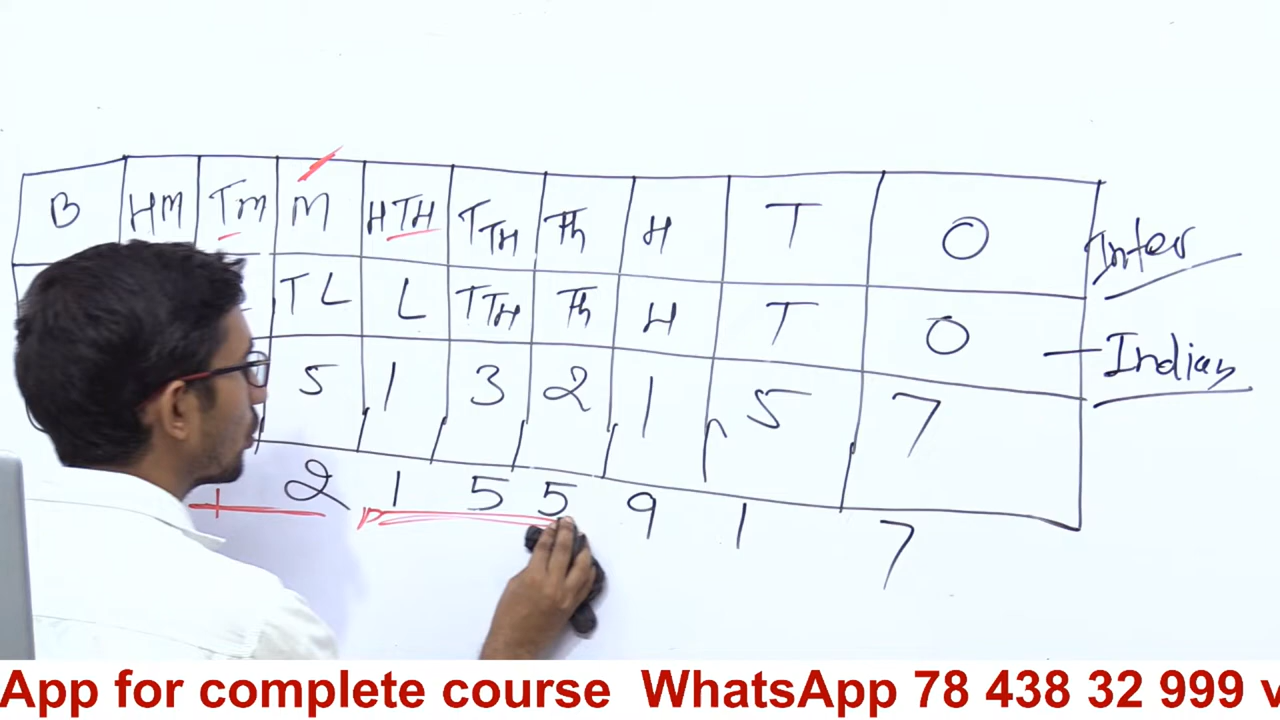 B HM TM M HTH TTH Th H T O Inter
TL L TTH Th H T O — Indian
5 1 3 2 1 5 7
2 1 5 5 9 1 7
App for complete course WhatsApp 78 438 32 999